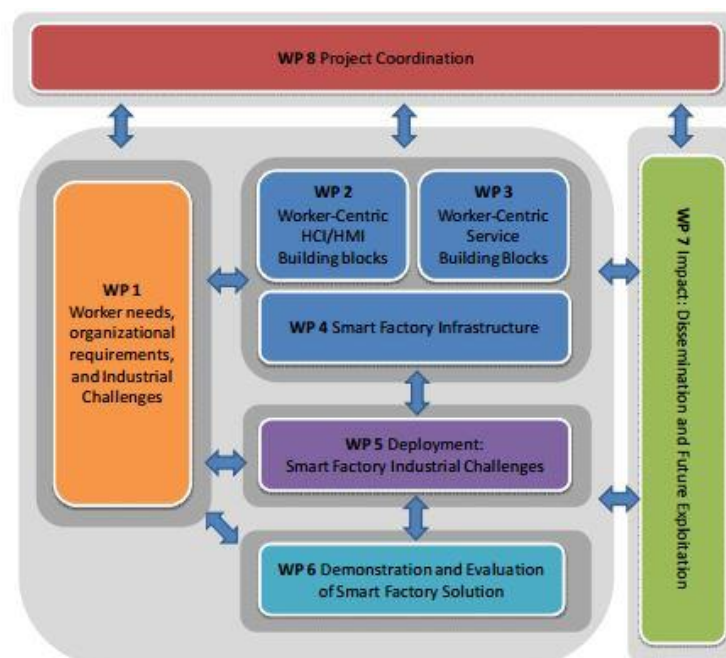 WP 8 Project Coordination
WP 1
Worker needs,
organizational
requirements,
and Industrial
Challenges
WP 2
Worker-Centric
HCI/HMI
Building blocks
WP 3
Worker-Centric
Service
Building Blocks
WP 4 Smart Factory Infrastructure
WP 5 Deployment:
Smart Factory Industrial Challenges
WP 6 Demonstration and Evaluation
of Smart Factory Solution
WP 7 Impact: Dissemination and Future Exploitation